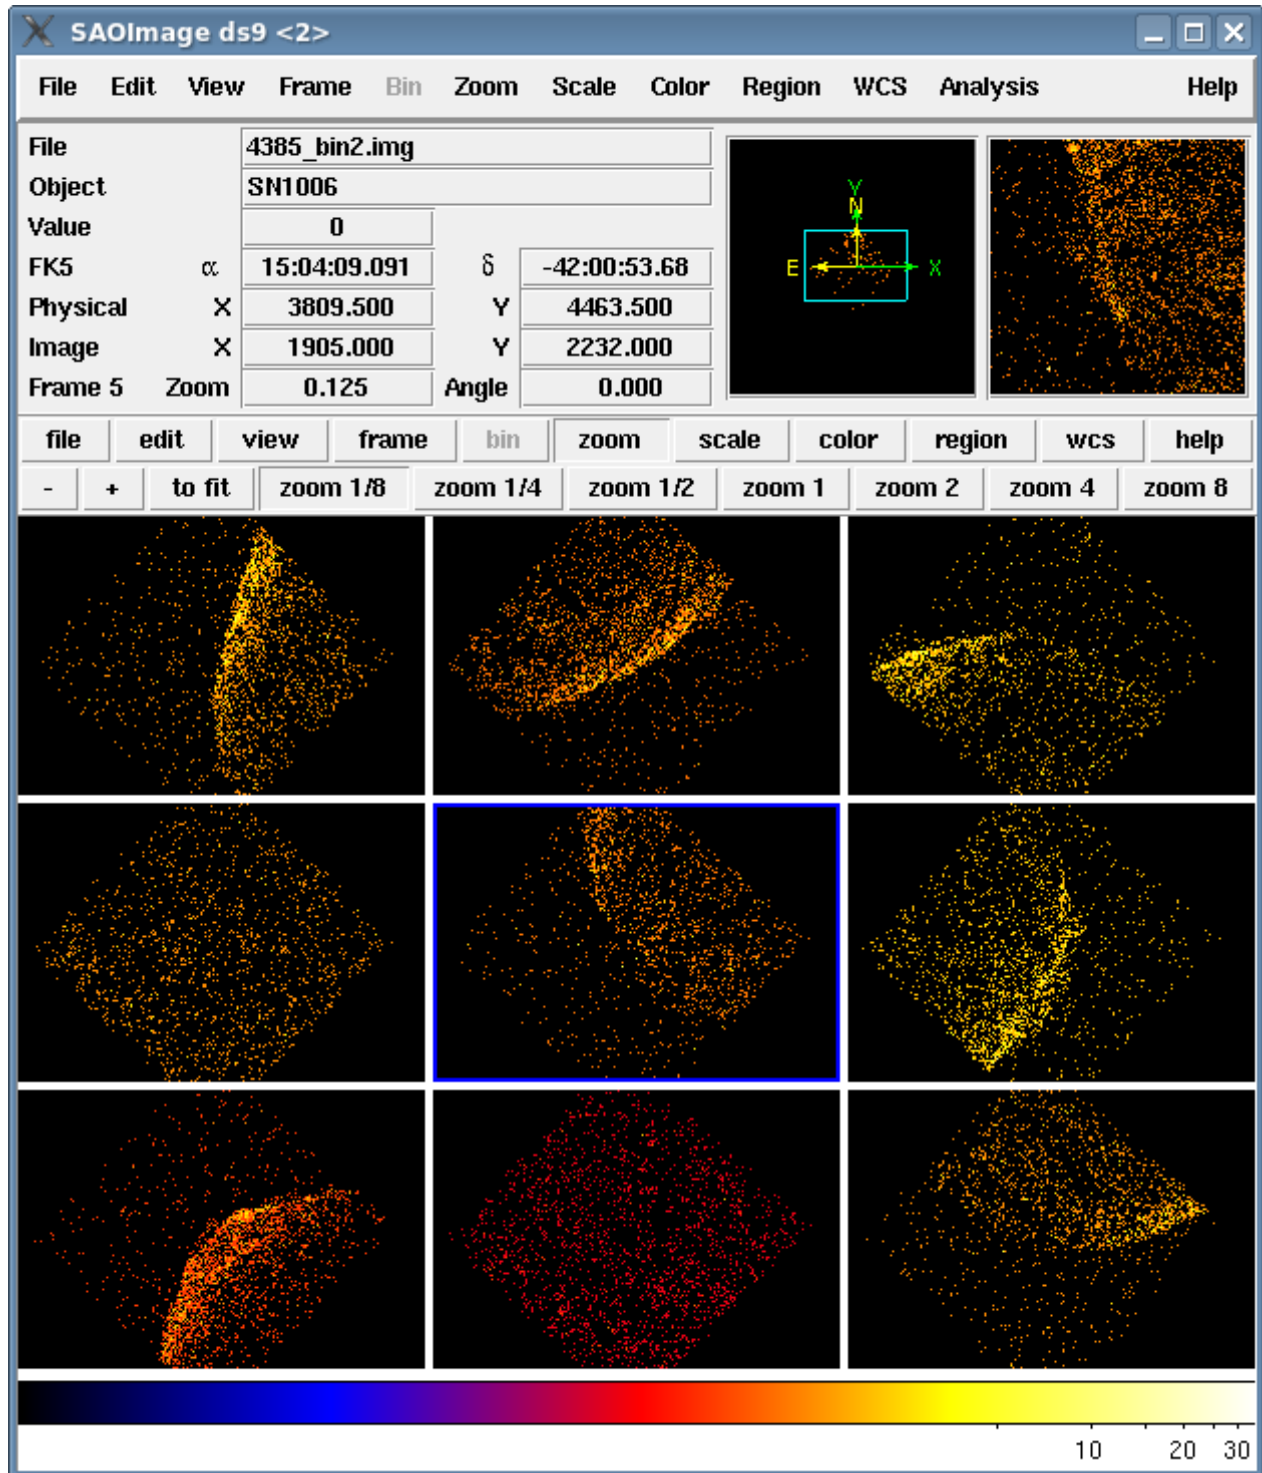 SAOImage ds9 <2>
File Edit View Frame Bin Zoom Scale Color Region WCS Analysis Help
File 4385_bin2.img
Object SN1006
Value 0
FK5 α 15:04:09.091 δ -42:00:53.68
Physical X 3809.500 Y 4463.500
Image X 1905.000 Y 2232.000
Frame 5 Zoom 0.125 Angle 0.000
Y
N
E X
file edit view frame bin zoom scale color region wcs help
- + to fit zoom 1/8 zoom 1/4 zoom 1/2 zoom 1 zoom 2 zoom 4 zoom 8
10 20 30